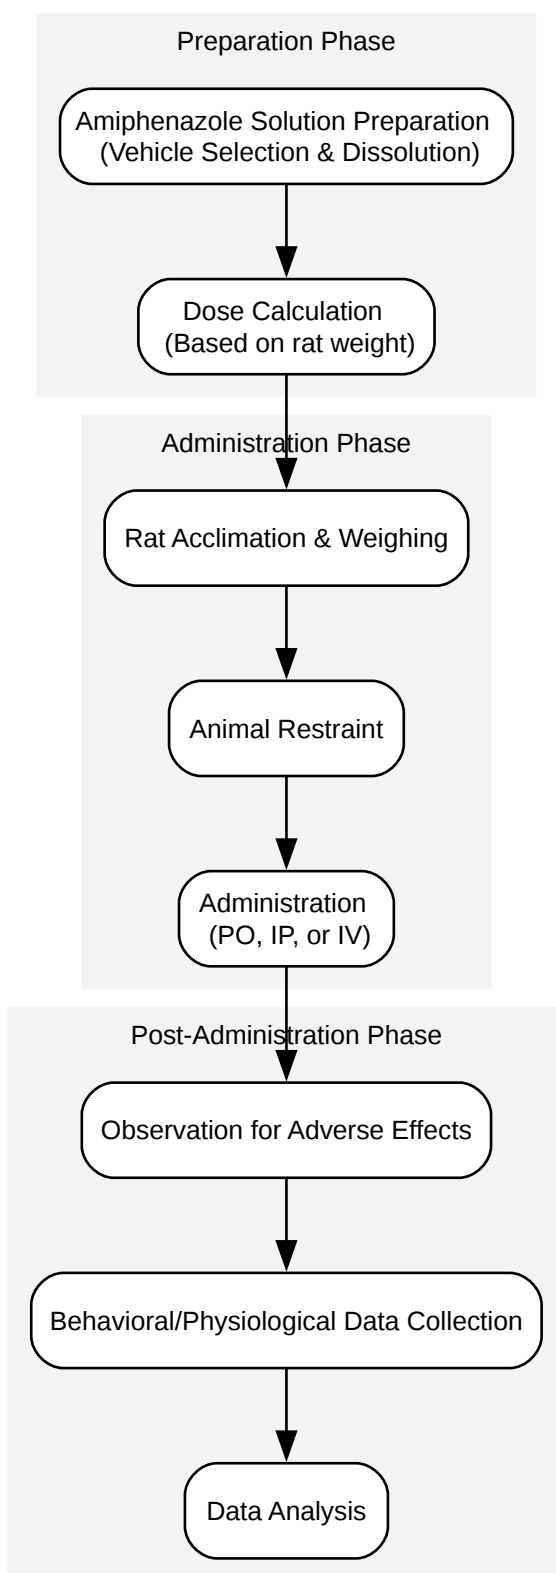 Preparation Phase
Amiphenazole Solution Preparation
(Vehicle Selection & Dissolution)
Dose Calculation
(Based on rat weight)
Administration Phase
Rat Acclimation & Weighing
Animal Restraint
Administration
(PO, IP, or IV)
Post-Administration Phase
Observation for Adverse Effects
Behavioral/Physiological Data Collection
Data Analysis